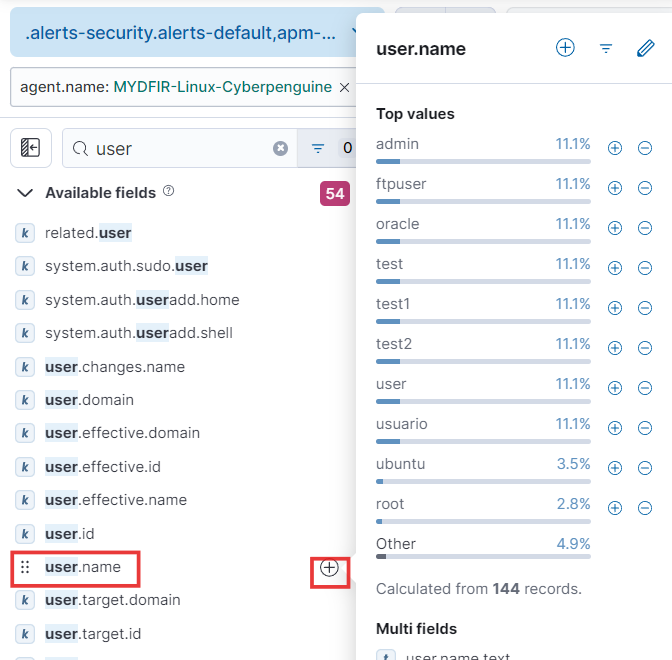 .alerts-security.alerts-default,apm-...
agent.name: MYDFIR-Linux-Cyberpenguine
user
0
Available fields
54
k related.user
k system.auth.sudo.user
k system.auth.useradd.home
k system.auth.useradd.shell
k user.changes.name
k user.domain
k user.effective.domain
k user.effective.id
k user.effective.name
k user.id
user.name
k user.target.domain
k user.target.id
user.name
Top values
admin 11.1%
ftpuser 11.1%
oracle 11.1%
test 11.1%
test1 11.1%
test2 11.1%
user 11.1%
usuario 11.1%
ubuntu 3.5%
root 2.8%
Other 4.9%
Calculated from 144 records.
Multi fields
t user.name.text